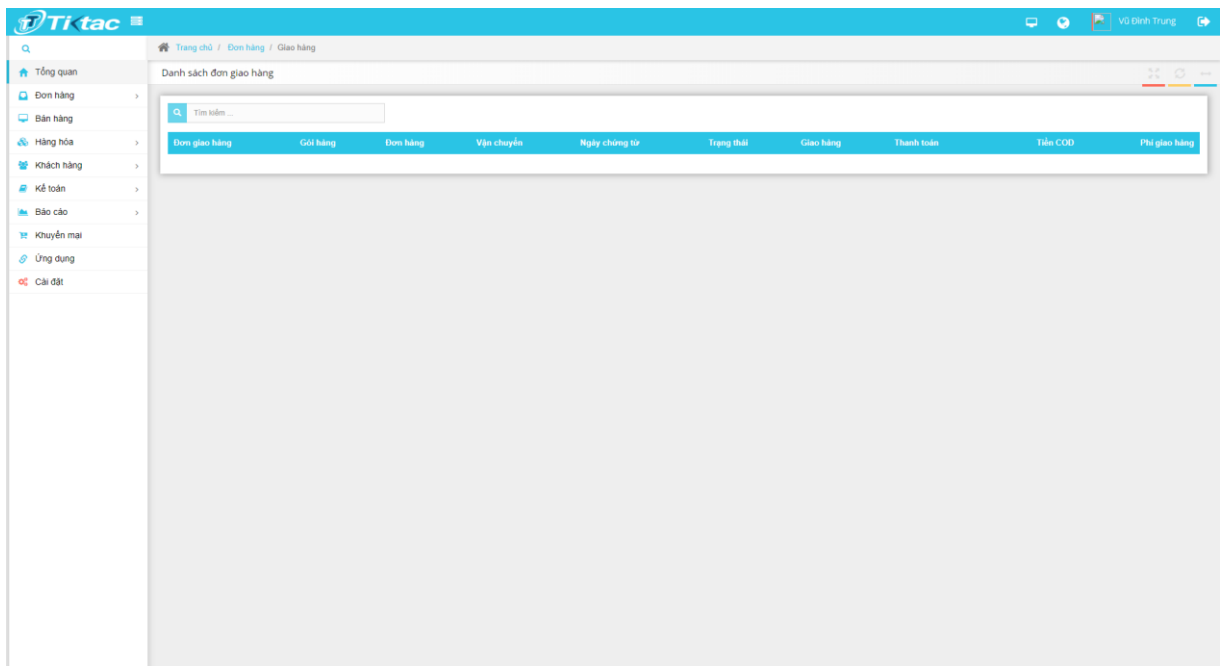 Tiktac
Vũ Đình Trung
Trang chủ / Đơn hàng / Giao hàng
Tổng quan
Đơn hàng
Bán hàng
Hàng hóa
Khách hàng
Kế toán
Báo cáo
Khuyến mại
Ứng dụng
Cài đặt
Danh sách đơn giao hàng
Tìm kiếm ...
Đơn giao hàng Gói hàng Đơn hàng Vận chuyển Ngày chứng từ Trạng thái Giao hàng Thanh toán Tiền COD Phí giao hàng